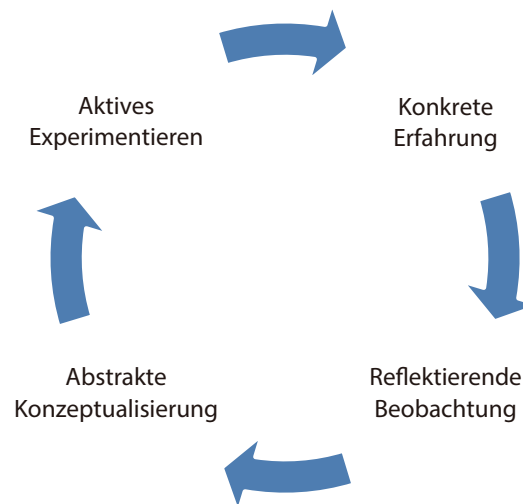 Aktives
Experimentieren
Konkrete
Erfahrung
Abstrakte
Konzeptualisierung
Reflektierende
Beobachtung